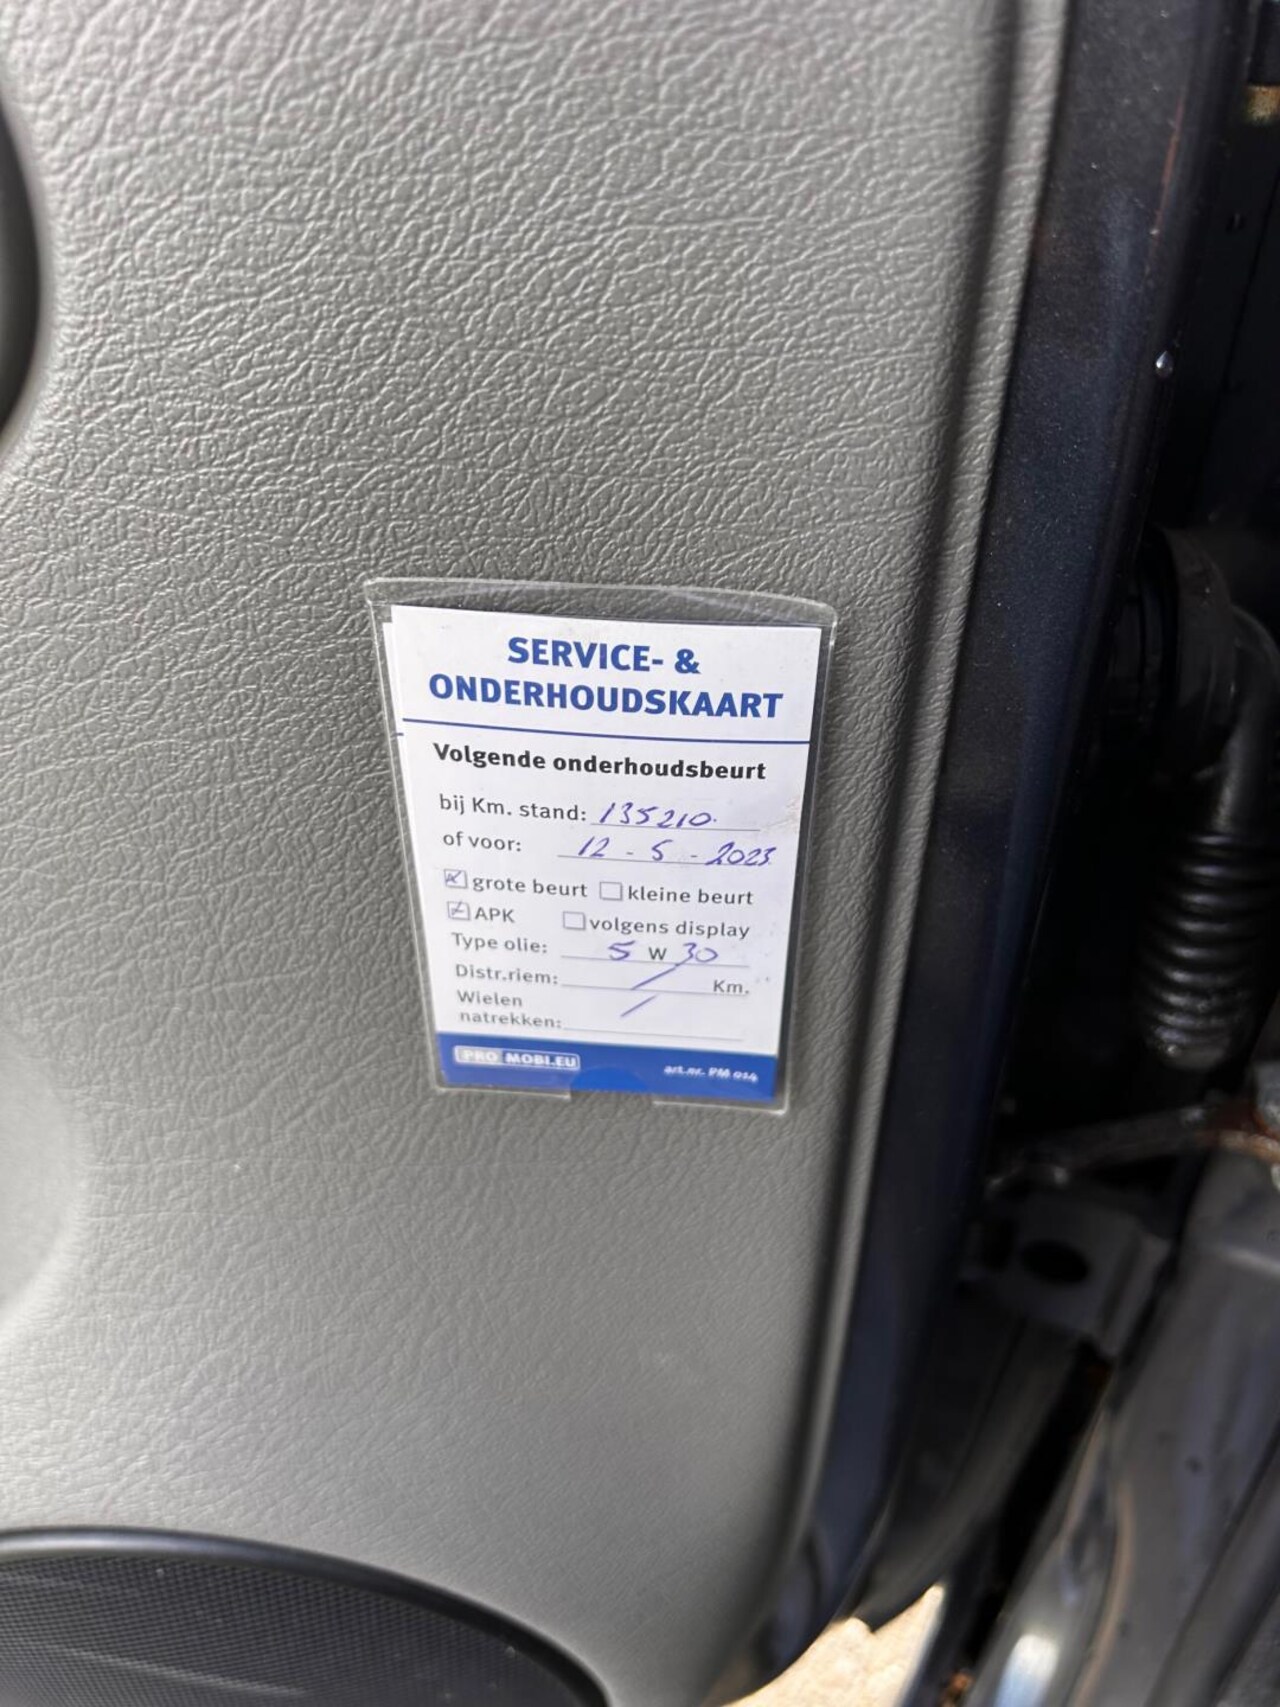 SERVICE- &
ONDERHOUDSKAART
Volgende onderhoudsbeurt
bij Km. stand: 135210.
of voor: 12 - 5 - 2023
grote beurt kleine beurt
APK volgens display
Type olie: 5 W 30
Distr.riem: / Km.
Wielen
natrekken: /
PRO MOBI.EU art.nr. PM 014